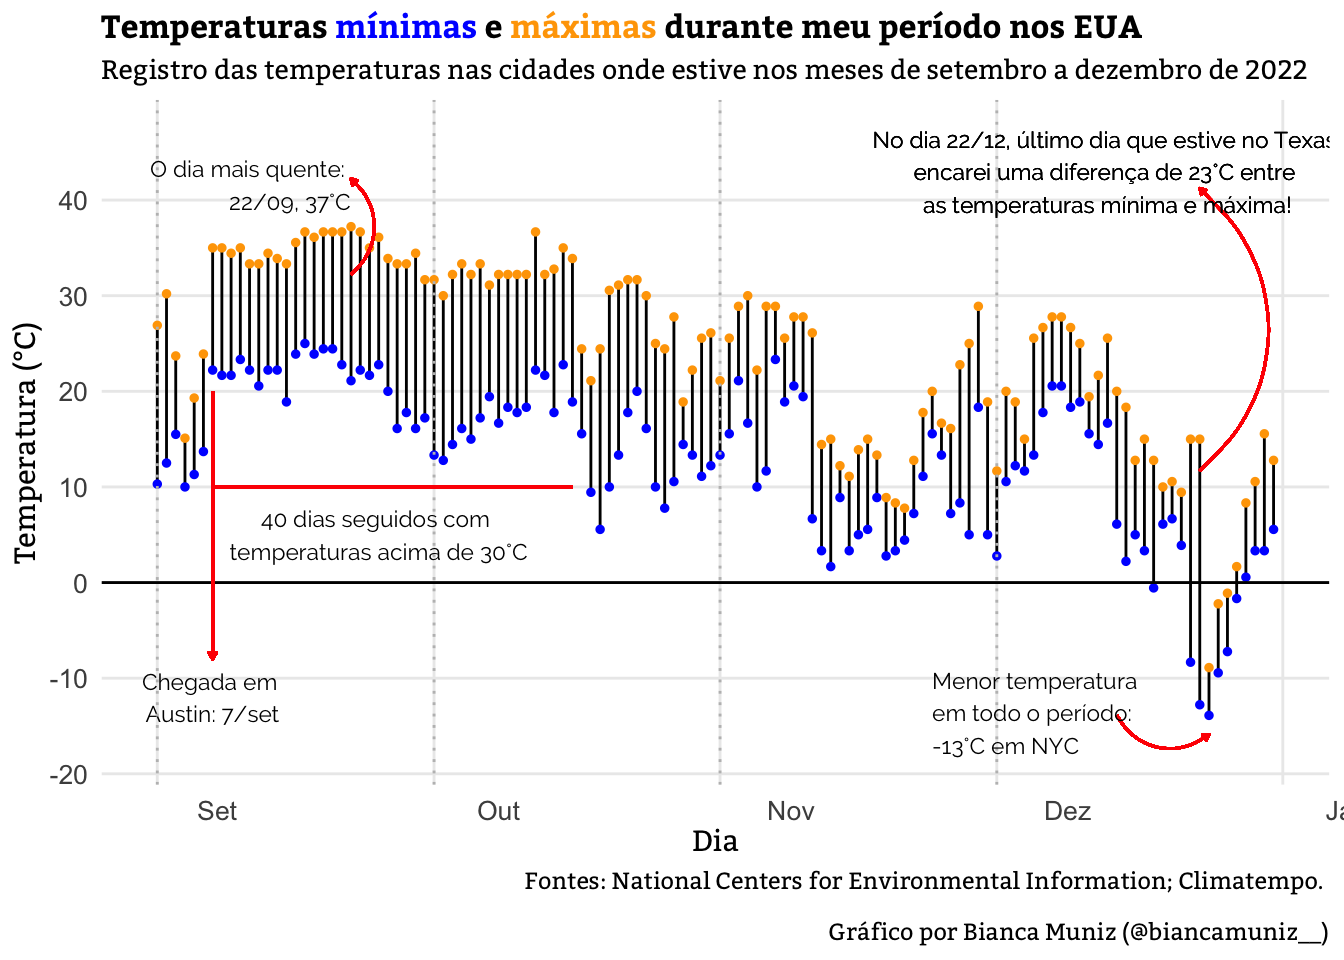 Temperaturas mínimas e máximas durante meu período nos EUA
Registro das temperaturas nas cidades onde estive nos meses de setembro a dezembro de 2022
No dia 22/12, último dia que estive no Texas
encarei uma diferença de 23°C entre
as temperaturas mínima e máxima!
O dia mais quente:
22/09, 37°C
40
30
20
10
0
-10
-20
Temperatura (°C)
40 dias seguidos com
temperaturas acima de 30°C
Chegada em
Austin: 7/set
Menor temperatura
em todo o período:
-13°C em NYC
Set
Out
Nov
Dez
Ja
Dia
Fontes: National Centers for Environmental Information; Climatempo.
Gráfico por Bianca Muniz (@biancamuniz__)